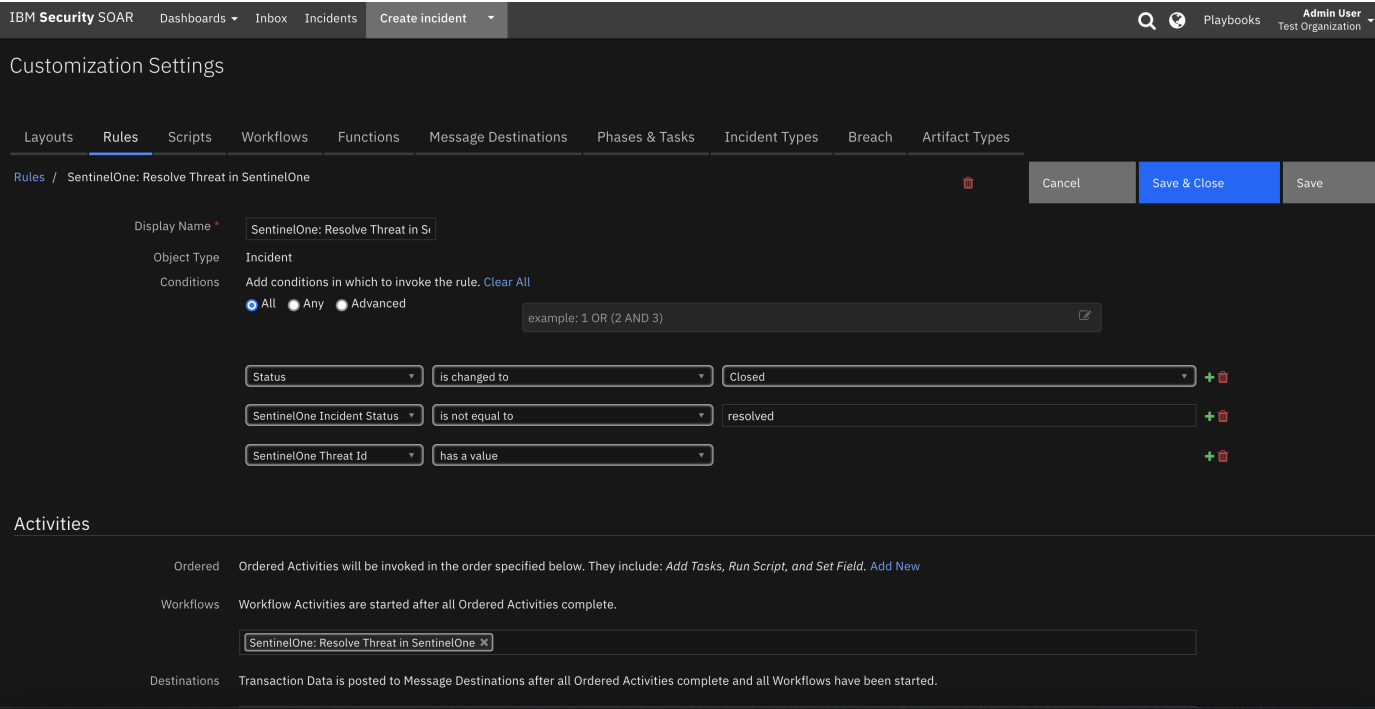 IBM Security SOAR Dashboards Inbox Incidents Create incident Playbooks Admin User
Test Organization
Customization Settings
Layouts Rules Scripts Workflows Functions Message Destinations Phases & Tasks Incident Types Breach Artifact Types
Rules / SentinelOne: Resolve Threat in SentinelOne Cancel Save & Close Save
Display Name * SentinelOne: Resolve Threat in S
Object Type Incident
Conditions Add conditions in which to invoke the rule. Clear All
All Any Advanced
example: 1 OR (2 AND 3)
Status is changed to Closed
SentinelOne Incident Status is not equal to resolved
SentinelOne Threat Id has a value
Activities
Ordered Ordered Activities will be invoked in the order specified below. They include: Add Tasks, Run Script, and Set Field. Add New
Workflows Workflow Activities are started after all Ordered Activities complete.
SentinelOne: Resolve Threat in SentinelOne ×
Destinations Transaction Data is posted to Message Destinations after all Ordered Activities complete and all Workflows have been started.